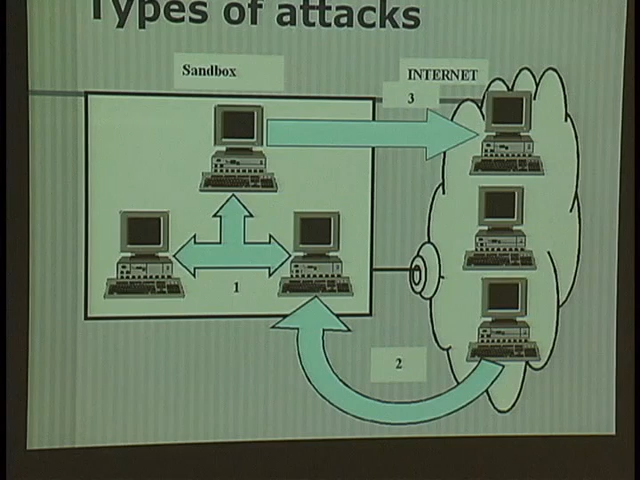 Types of attacks
Sandbox
INTERNET
3
1
2